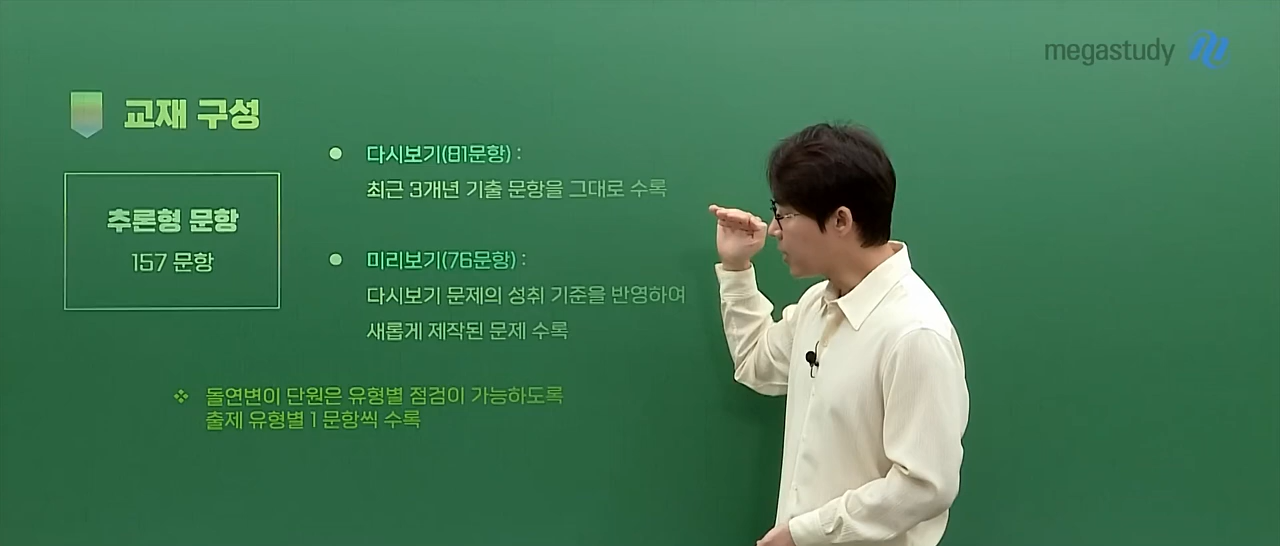 megastudy
교재 구성
추론형 문항
157 문항
다시보기(81문항) :
최근 3개년 기출 문항을 그대로 수록
미리보기(76문항) :
다시보기 문제의 성취 기준을 반영하여
새롭게 제작된 문제 수록
돌연변이 단원은 유형별 점검이 가능하도록
출제 유형별 1 문항씩 수록